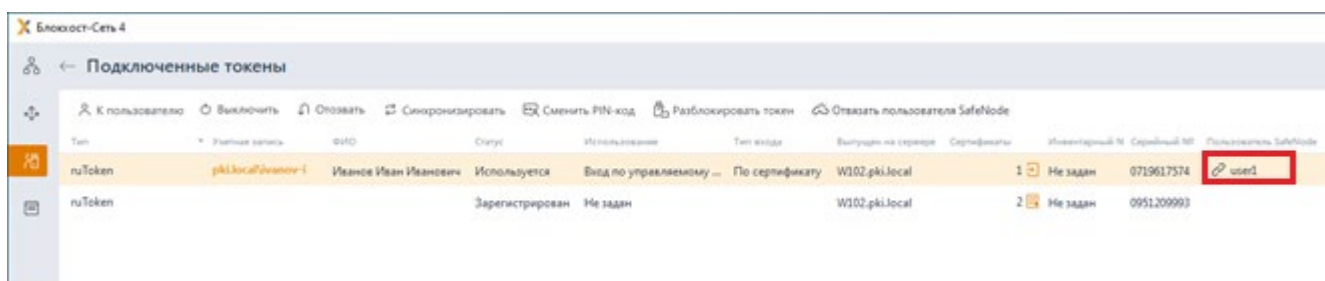 Блокхост-Сеть 4
← Подключенные токены
К пользователю Выключить Отозвать Синхронизировать Сменить PIN-код Разблокировать токен Отвязать пользователя SafeNode
Тип Учетная запись ФИО Статус Использование Тип входа Выпущен на сервере Сертификаты Инвентарный N Серийный № Пользователь SafeNode
ruToken pki.local\ivanov-i Иванов Иван Иванович Используется Вход по управляемому ... По сертификату W102.pki.local 1 Не задан 0719617574 user1
ruToken Зарегистрирован Не задан W102.pki.local 2 Не задан 0951209993